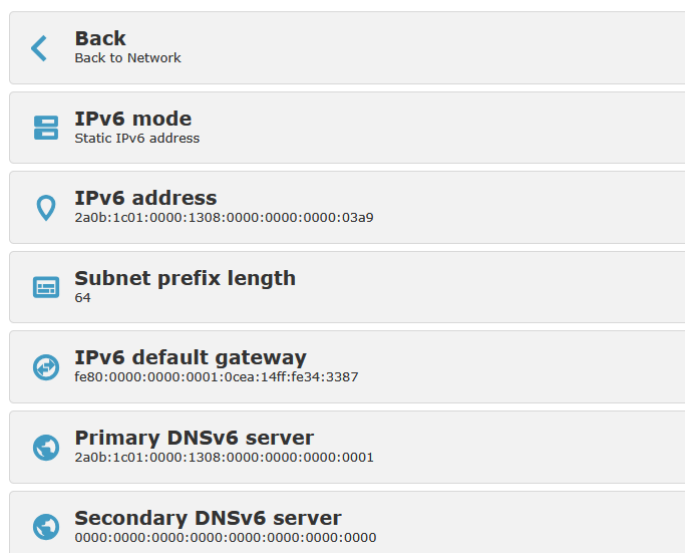 Back
Back to Network
IPv6 mode
Static IPv6 address
IPv6 address
2a0b:1c01:0000:1308:0000:0000:0000:03a9
Subnet prefix length
64
IPv6 default gateway
fe80:0000:0000:0001:0cea:14ff:fe34:3387
Primary DNSv6 server
2a0b:1c01:0000:1308:0000:0000:0000:0001
Secondary DNSv6 server
0000:0000:0000:0000:0000:0000:0000:0000